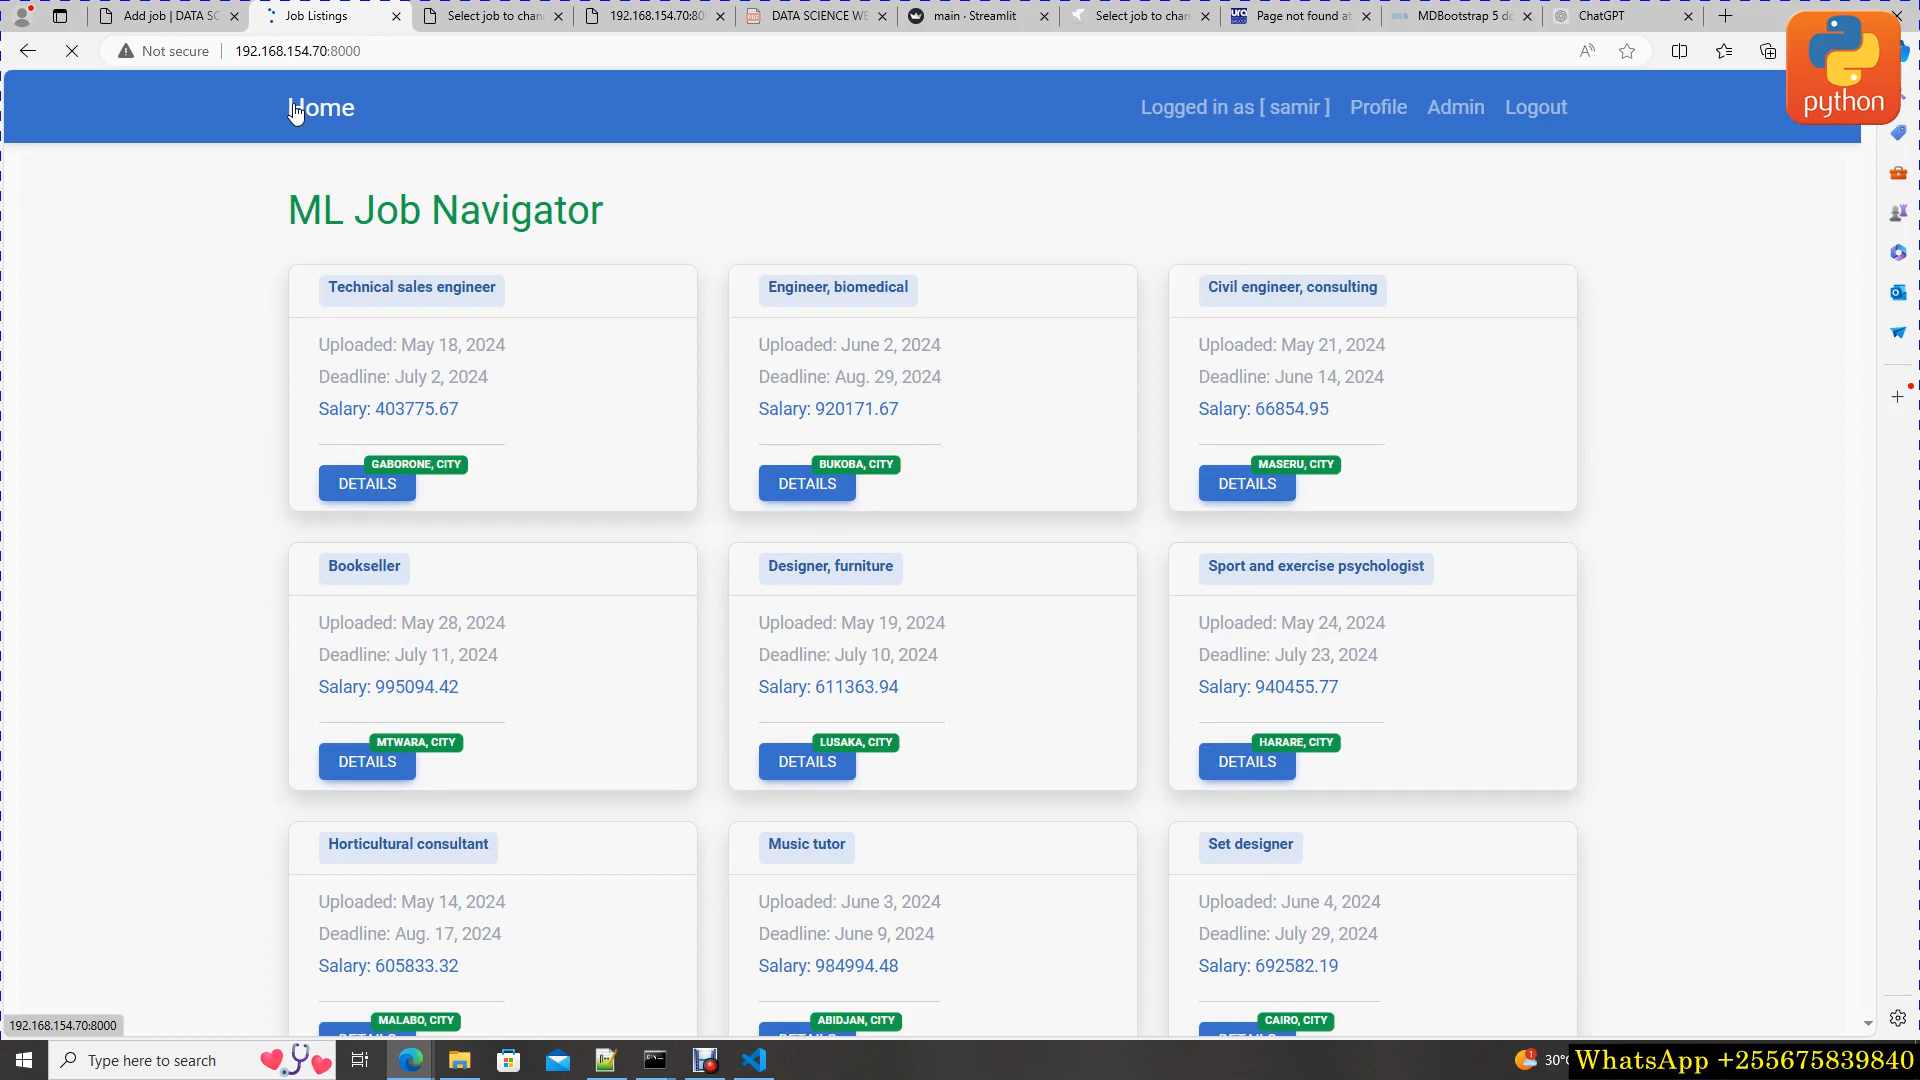 Add job | DATA SC
Job Listings
Select job to chan
192.168.154.70:80
DATA SCIENCE WE
main · Streamlit
Select job to chan
Page not found at
MDBootstrap 5 do
ChatGPT
Not secure
192.168.154.70:8000
python
Home
Logged in as [ samir ]
Profile
Admin
Logout
ML Job Navigator
Technical sales engineer
Uploaded: May 18, 2024
Deadline: July 2, 2024
Salary: 403775.67
GABORONE, CITY
DETAILS
Engineer, biomedical
Uploaded: June 2, 2024
Deadline: Aug. 29, 2024
Salary: 920171.67
BUKOBA, CITY
DETAILS
Civil engineer, consulting
Uploaded: May 21, 2024
Deadline: June 14, 2024
Salary: 66854.95
MASERU, CITY
DETAILS
Bookseller
Uploaded: May 28, 2024
Deadline: July 11, 2024
Salary: 995094.42
MTWARA, CITY
DETAILS
Designer, furniture
Uploaded: May 19, 2024
Deadline: July 10, 2024
Salary: 611363.94
LUSAKA, CITY
DETAILS
Sport and exercise psychologist
Uploaded: May 24, 2024
Deadline: July 23, 2024
Salary: 940455.77
HARARE, CITY
DETAILS
Horticultural consultant
Uploaded: May 14, 2024
Deadline: Aug. 17, 2024
Salary: 605833.32
MALABO, CITY
Music tutor
Uploaded: June 3, 2024
Deadline: June 9, 2024
Salary: 984994.48
ABIDJAN, CITY
Set designer
Uploaded: June 4, 2024
Deadline: July 29, 2024
Salary: 692582.19
CAIRO, CITY
192.168.154.70:8000
Type here to search
30°
WhatsApp +255675839840